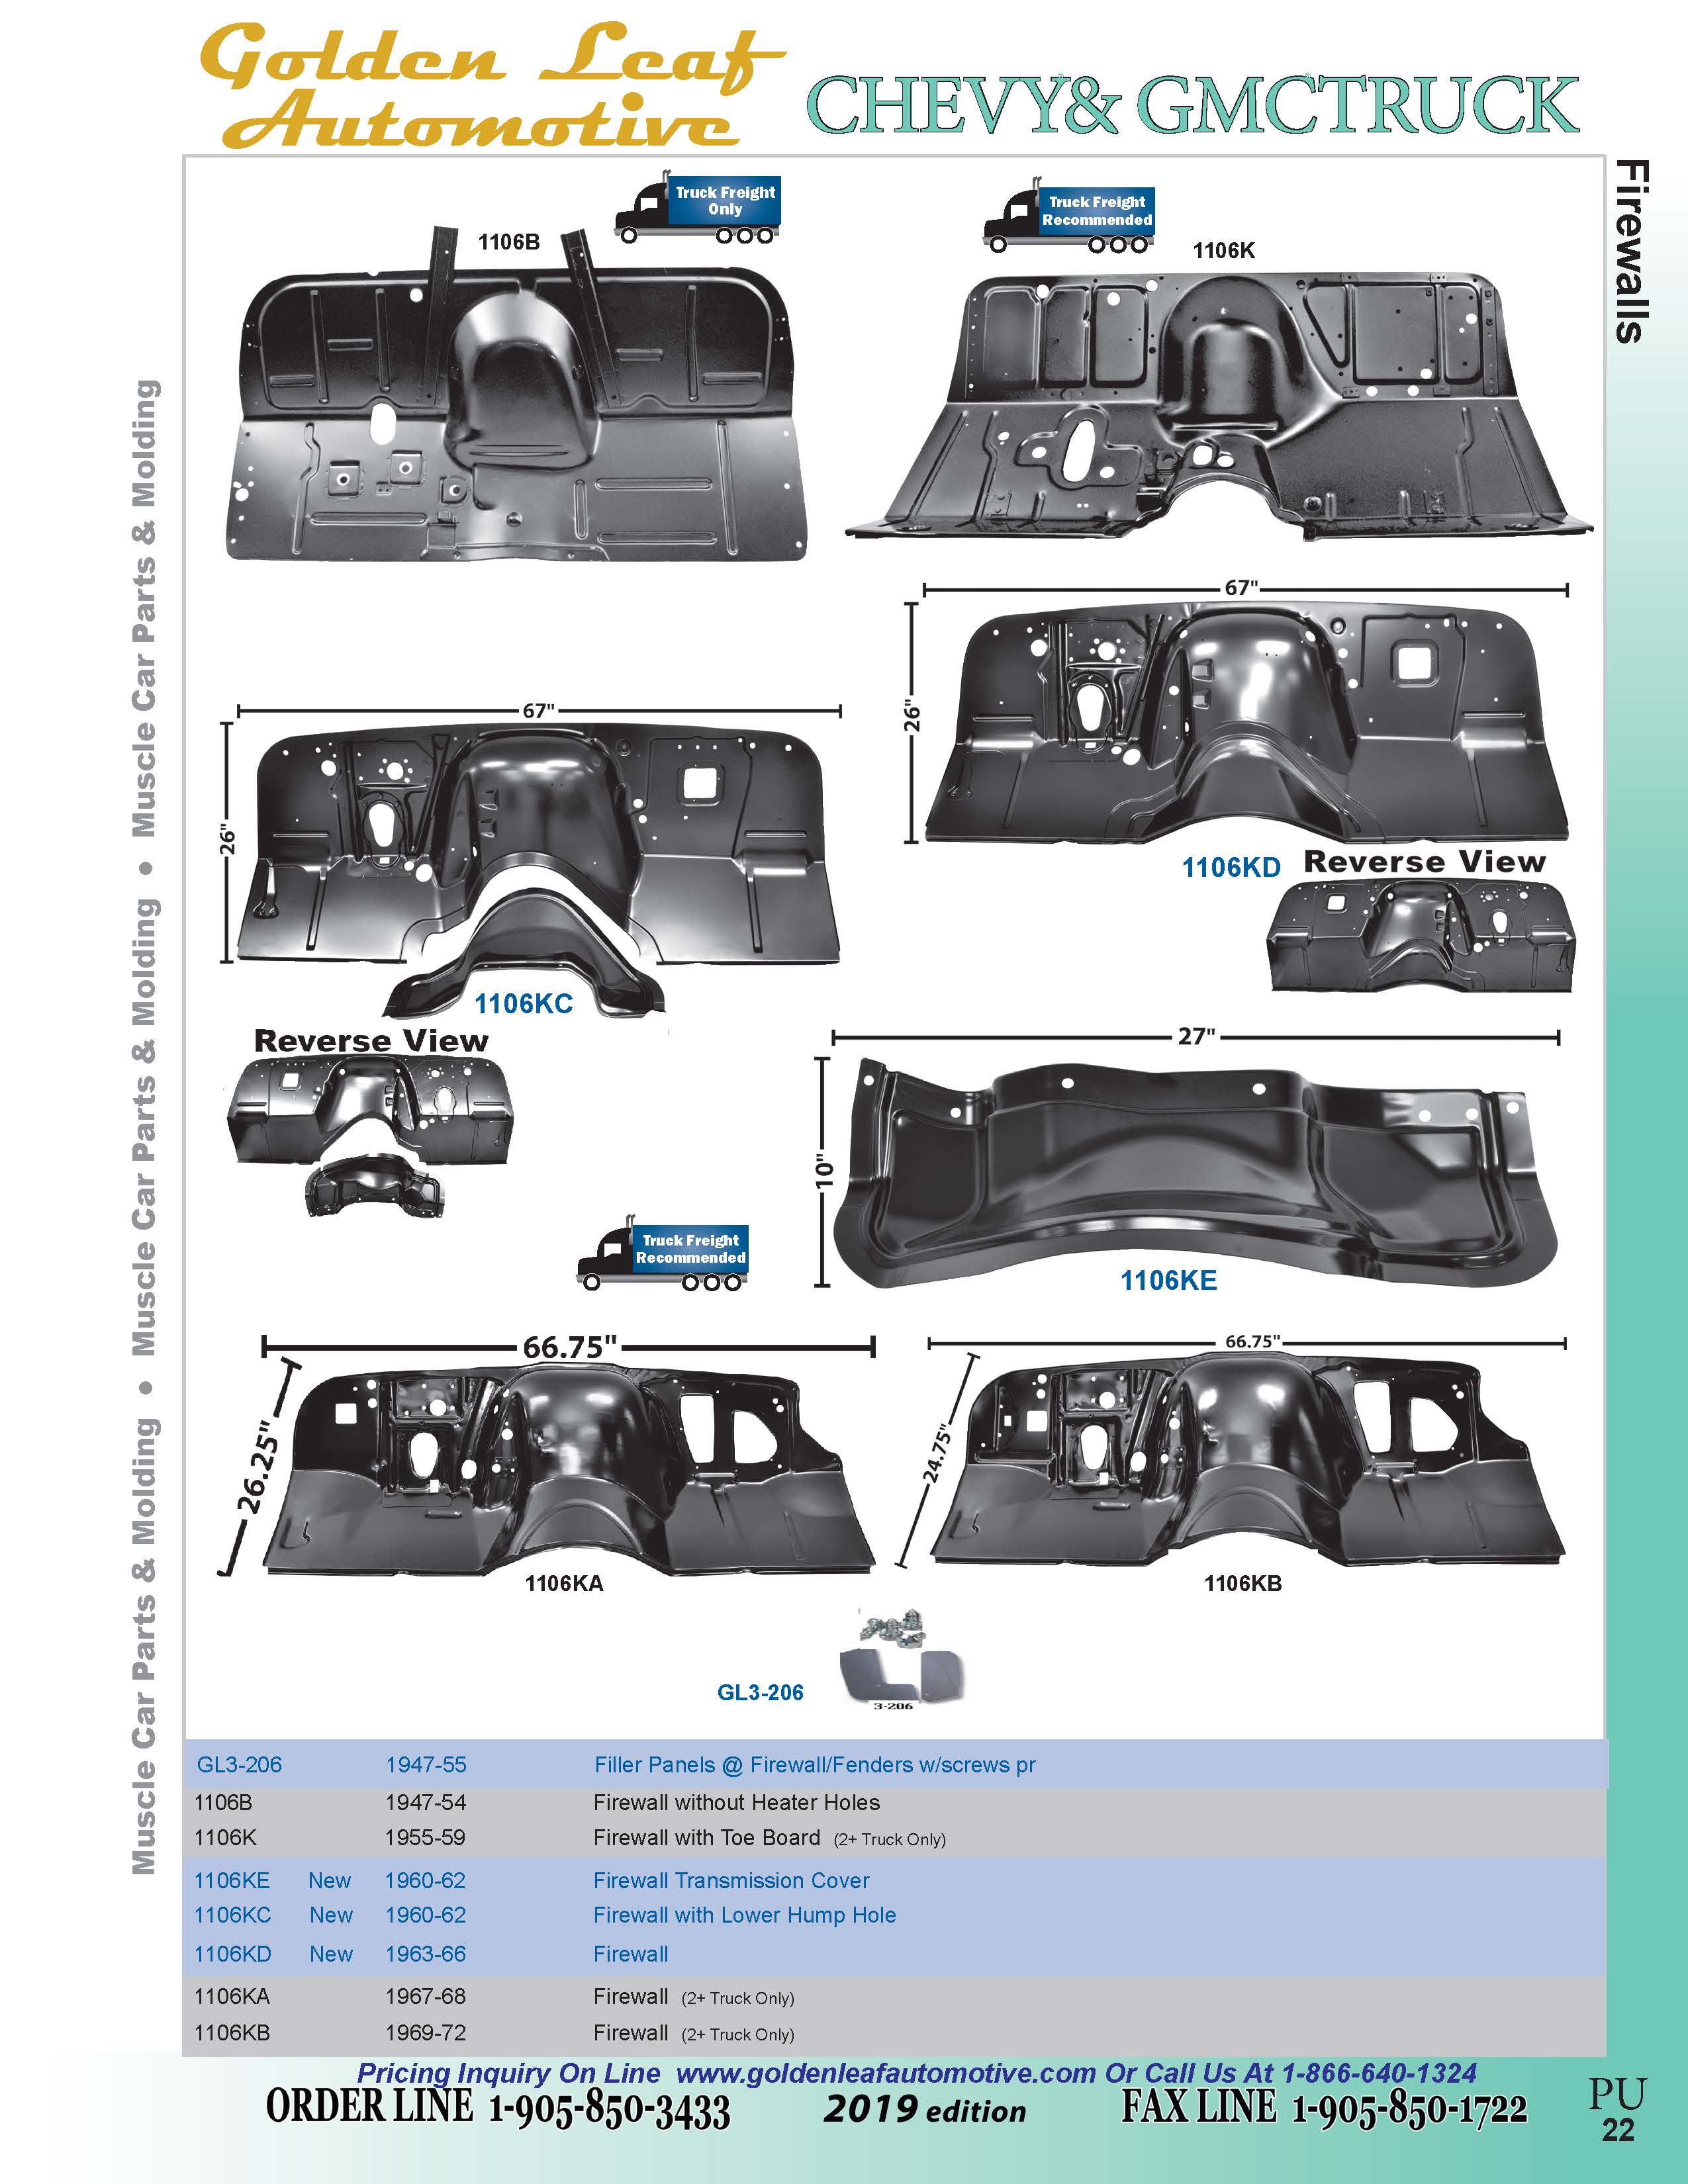 Golden Leaf
Automotive
CHEVY& GMCTRUCK
Firewalls
Muscle Car Parts & Molding • Muscle Car Parts & Molding • Muscle Car Parts & Molding
Truck Freight
Only
1106B
Truck Freight
Recommended
1106K
67"
26"
1106KD
Reverse View
67"
26"
1106KC
Reverse View
27"
10"
1106KE
Truck Freight
Recommended
66.75"
26.25"
1106KA
66.75"
24.75"
1106KB
GL3-206
3-206
GL3-206 1947-55 Filler Panels @ Firewall/Fenders w/screws pr
1106B 1947-54 Firewall without Heater Holes
1106K 1955-59 Firewall with Toe Board (2+ Truck Only)
1106KE New 1960-62 Firewall Transmission Cover
1106KC New 1960-62 Firewall with Lower Hump Hole
1106KD New 1963-66 Firewall
1106KA 1967-68 Firewall (2+ Truck Only)
1106KB 1969-72 Firewall (2+ Truck Only)
Pricing Inquiry On Line www.goldenleafautomotive.com Or Call Us At 1-866-640-1324
ORDER LINE 1-905-850-3433 2019 edition FAX LINE 1-905-850-1722
PU
22